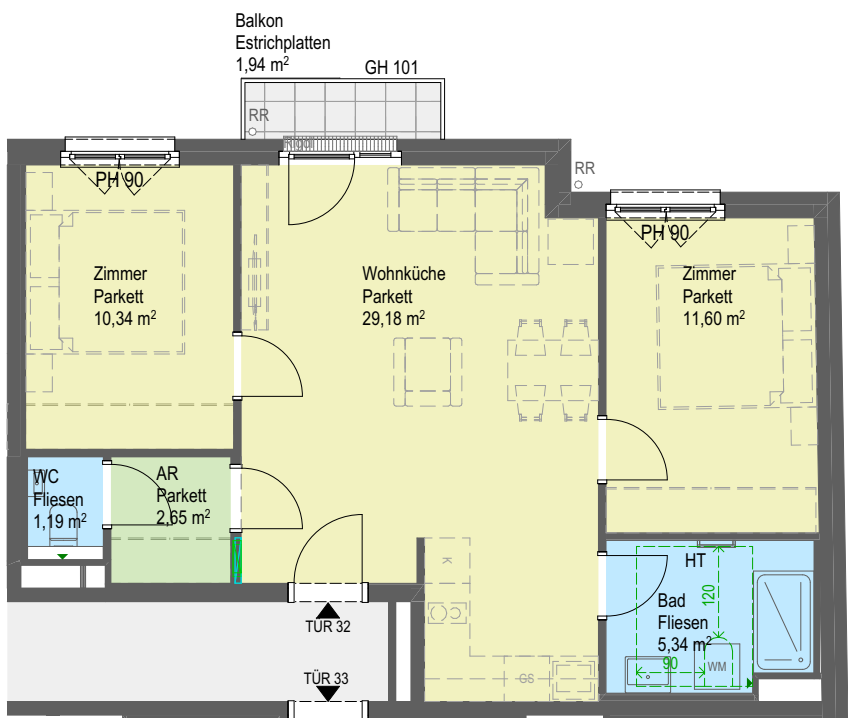 Balkon
Estrichplatten
1,94 m²
GH 101
RR
Rigol
RR
PH 90
PH 90
Zimmer
Parkett
10,34 m²
Wohnküche
Parkett
29,18 m²
Zimmer
Parkett
11,60 m²
WC
Fliesen
1,19 m²
AR
Parkett
2,65 m²
K
HT
120
Bad
Fliesen
5,34 m²
90
WM
GS
TÜR 32
TÜR 33